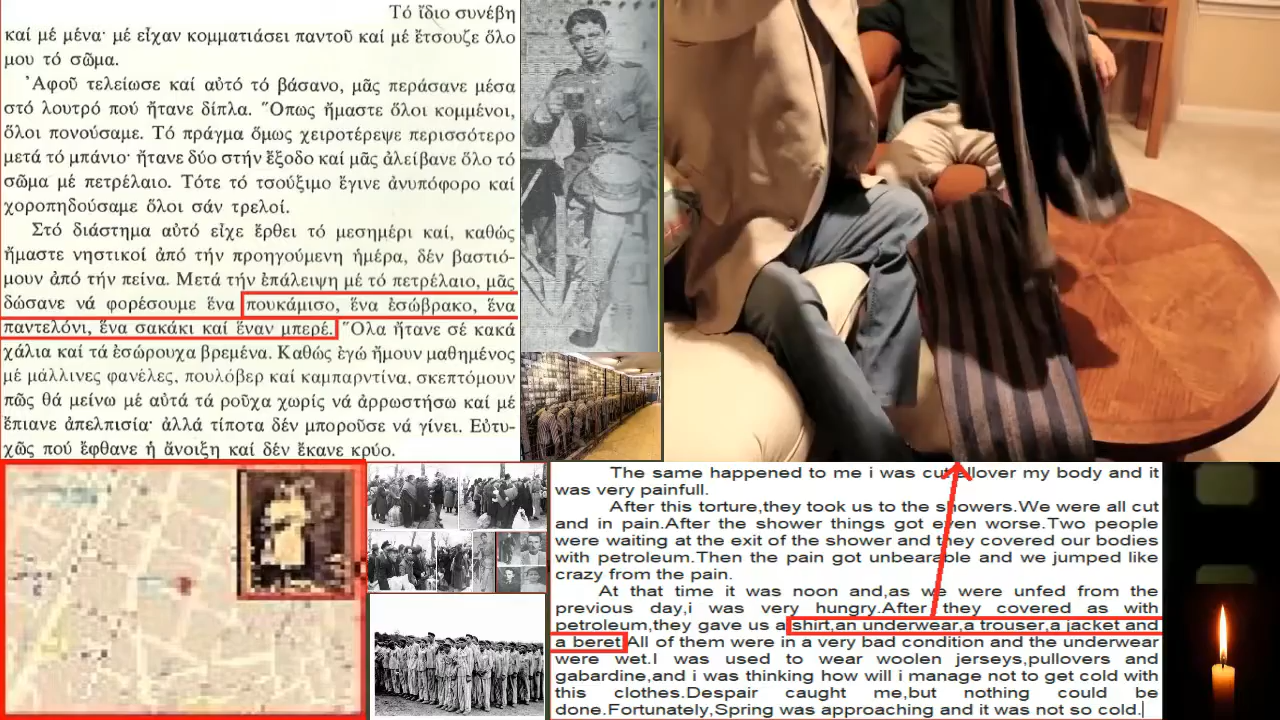 Τό ἴδιο συνέβη
καί μέ μένα· μέ εἶχαν κομματιάσει παντοῦ καί μέ ἔτσουζε ὅλο
μου τό σῶμα.
Ἀφοῦ τελείωσε καί αὐτό τό βάσανο, μᾶς περάσανε μέσα
στό λουτρό πού ἤτανε δίπλα. Ὅπως ἤμαστε ὅλοι κομμένοι,
ὅλοι πονούσαμε. Τό πράγμα ὅμως χειροτέρεψε περισσότερο
μετά τό μπάνιο· ἤτανε δύο στήν ἔξοδο καί μᾶς ἀλείβανε ὅλο τό
σῶμα μέ πετρέλαιο. Τότε τό τσούξιμο ἔγινε ἀνυπόφορο καί
χοροπηδούσαμε ὅλοι σάν τρελοί.
Στό διάστημα αὐτό εἶχε ἔρθει τό μεσημέρι καί, καθώς
ἤμαστε νηστικοί ἀπό τήν προηγούμενη ἡμέρα, δέν βαστιό-
μουν ἀπό τήν πείνα. Μετά τήν ἐπάλειψη μέ τό πετρέλαιο, μᾶς
δώσανε νά φορέσουμε ἕνα πουκάμισο, ἕνα ἐσώβρακο, ἕνα
παντελόνι, ἕνα σακάκι καί ἕναν μπερέ. Ὅλα ἤτανε σέ κακά
χάλια καί τά ἐσώρουχα βρεμένα. Καθώς ἐγώ ἤμουν μαθημένος
μέ μάλλινες φανέλες, πουλόβερ καί καμπαρντίνα, σκεπτόμουν
πῶς θά μείνω μέ αὐτά τά ροῦχα χωρίς νά ἀρρωστήσω καί μέ
ἔπιανε ἀπελπισία· ἀλλά τίποτα δέν μποροῦσε νά γίνει. Εὐτυ-
χῶς πού ἔφθανε ἡ ἄνοιξη καί δέν ἔκανε κρύο.
The same happened to me i was cut allover my body and it
was very painfull.
After this torture,they took us to the showers.We were all cut
and in pain.After the shower things got even worse.Two people
were waiting at the exit of the shower and they covered our bodies
with petroleum.Then the pain got unbearable and we jumped like
crazy from the pain.
At that time it was noon and,as we were unfed from the
previous day,i was very hungry.After they covered as with
petroleum,they gave us a shirt,an underwear,a trouser,a jacket and
a beret.All of them were in a very bad condition and the underwear
were wet.I was used to wear woolen jerseys,pullovers and
gabardine,and i was thinking how will i manage not to get cold with
this clothes.Despair caught me,but nothing could be
done.Fortunately,Spring was approaching and it was not so cold.